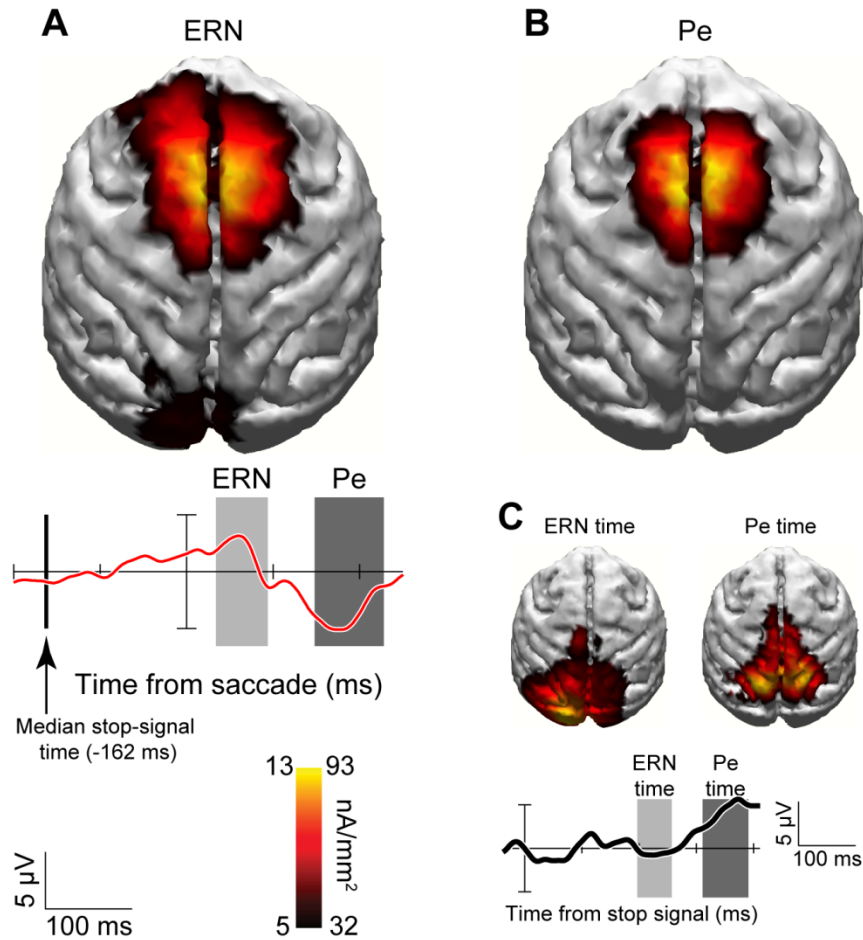 A
ERN
B
Pe
ERN
Pe
Time from saccade (ms)
Median stop-signal
time (-162 ms)
13
93
nA/mm²
5
32
5 µV
100 ms
C
ERN time
Pe time
ERN
time
Pe
time
5 µV
100 ms
Time from stop signal (ms)